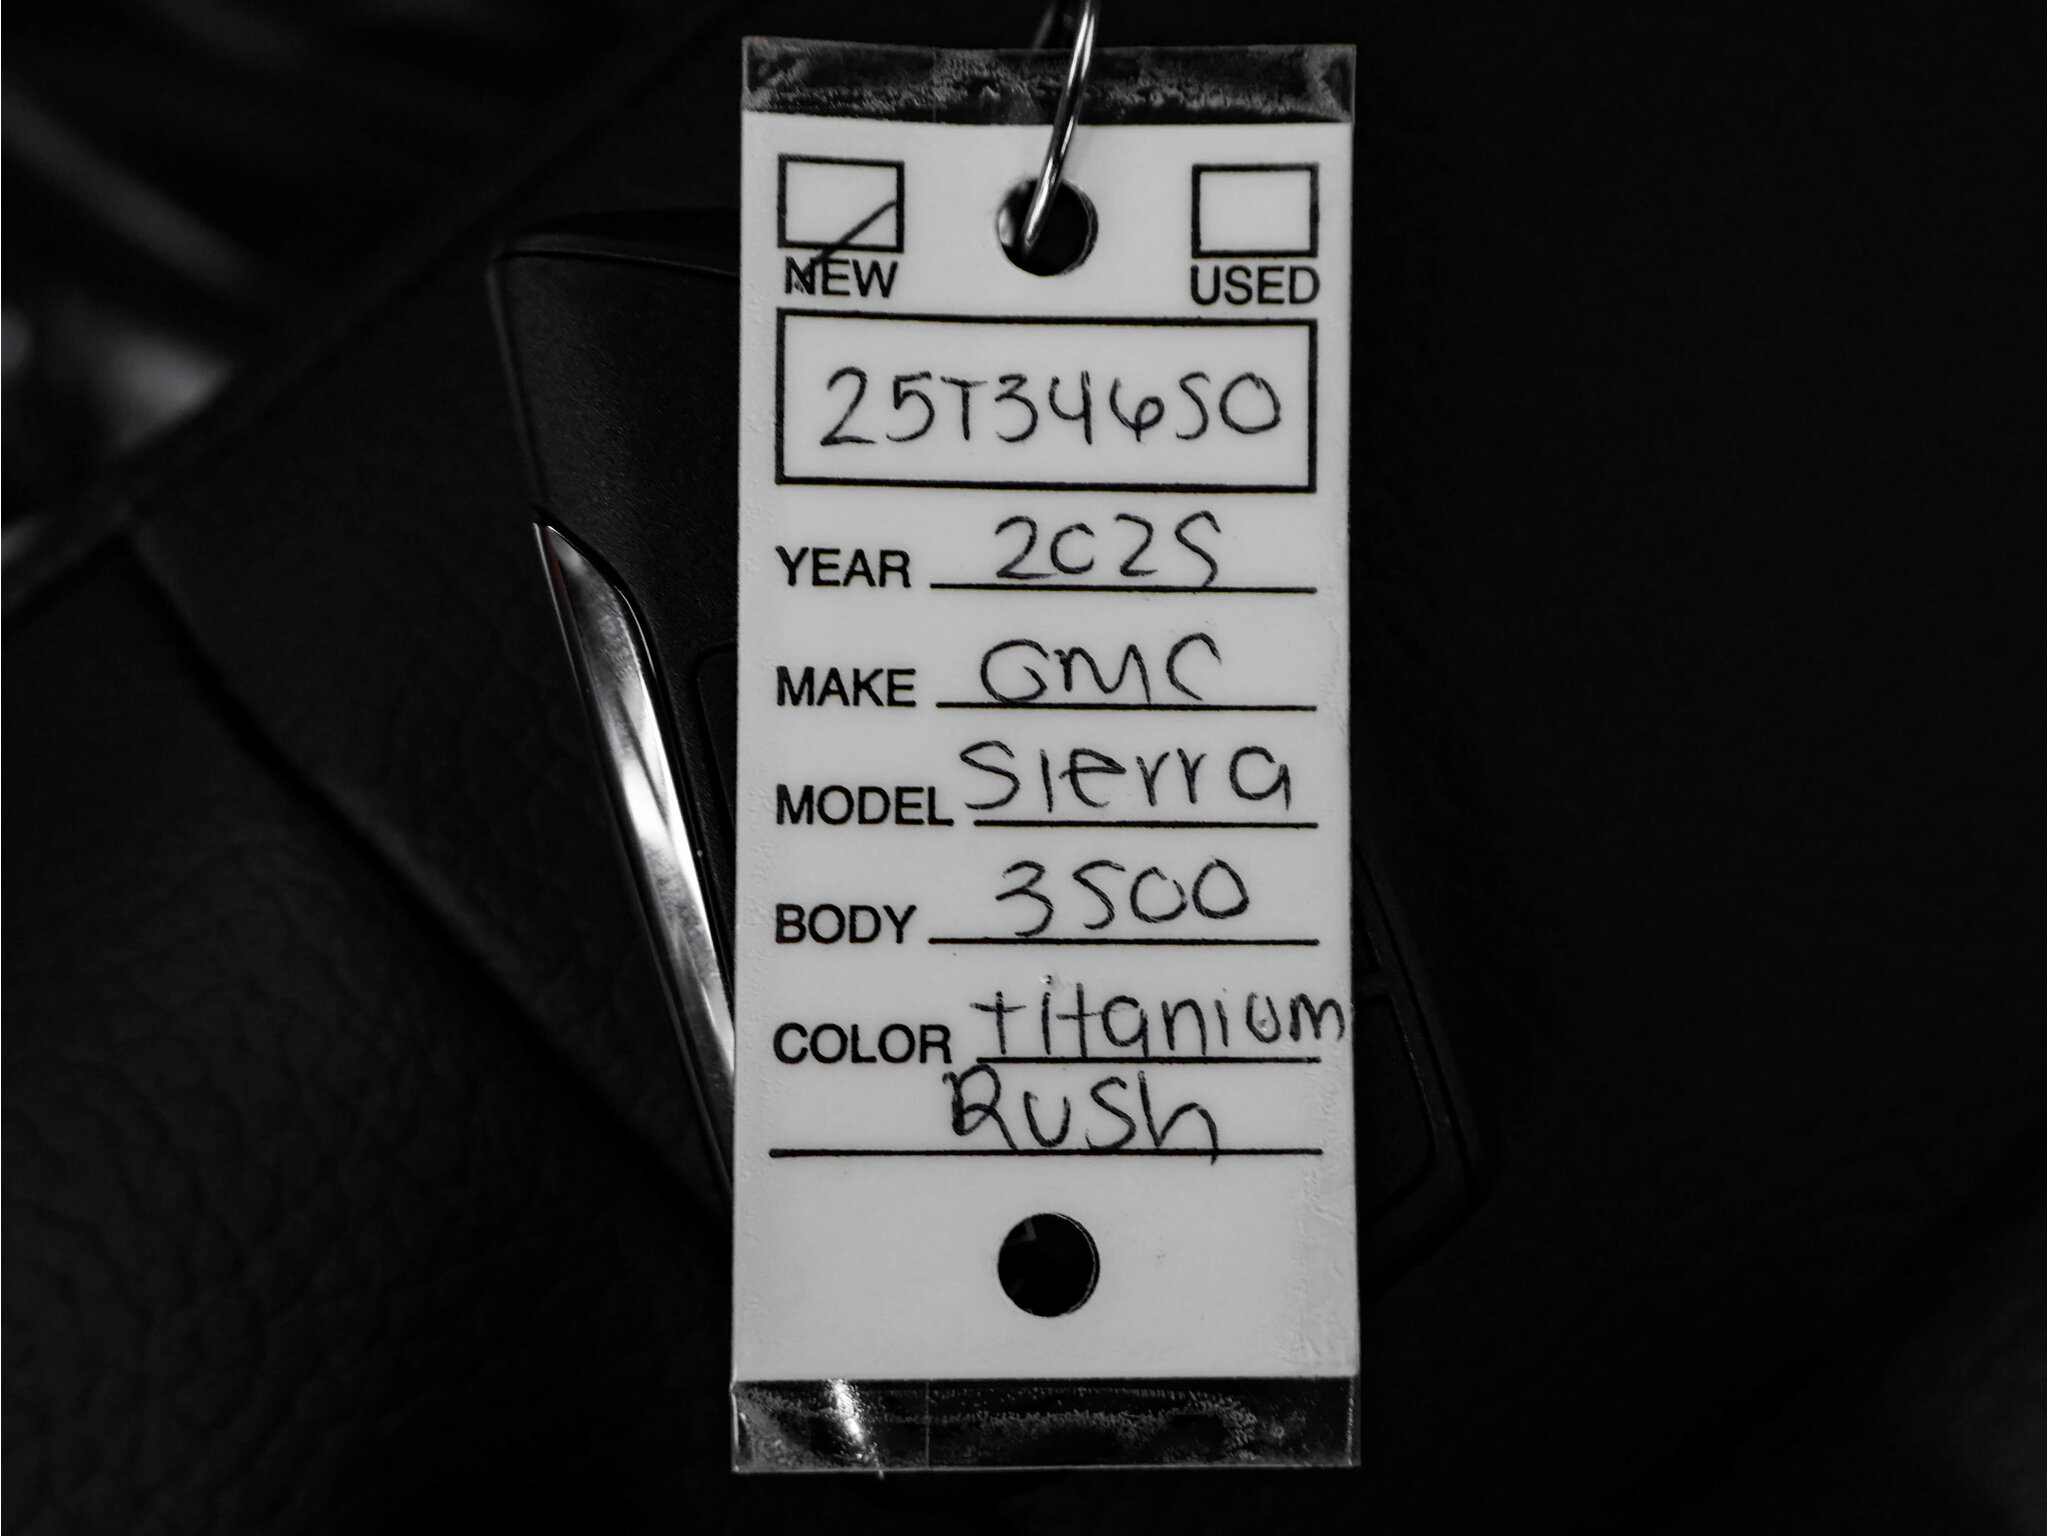 NEW USED
25T34650
YEAR 2025
MAKE GMC
MODEL Sierra
BODY 3500
COLOR titanium
Rush